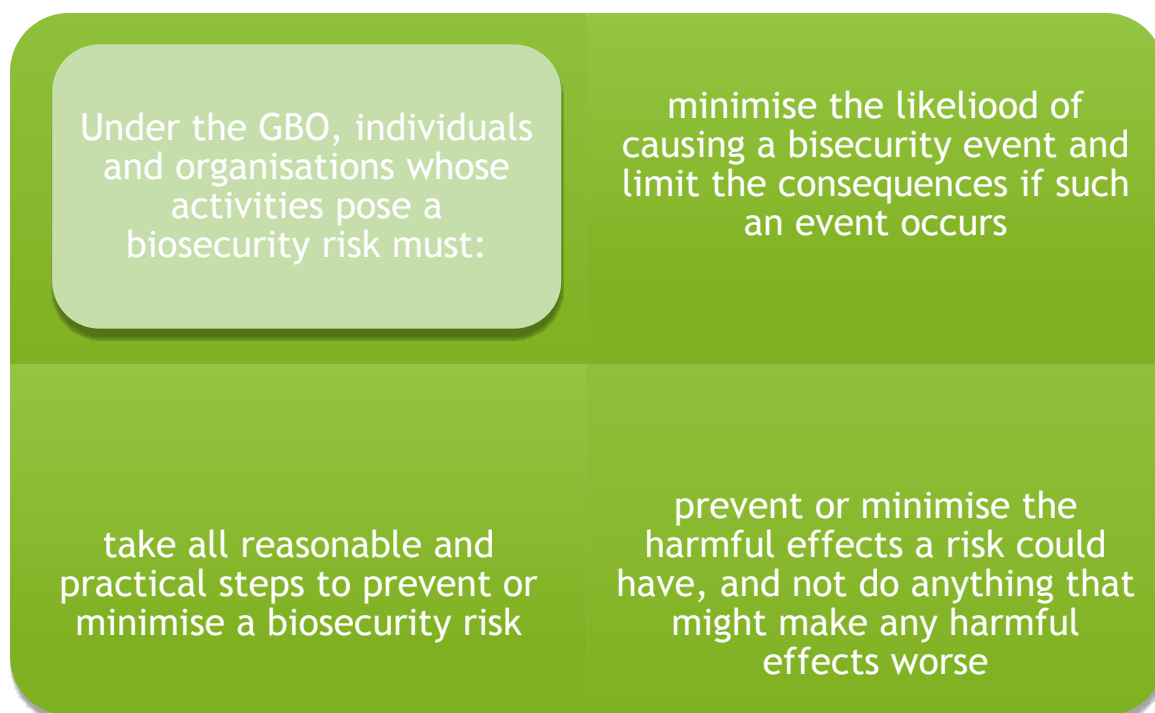 Under the GBO, individuals
and organisations whose
activities pose a
biosecurity risk must:
minimise the likeliood of
causing a bisecurity event and
limit the consequences if such
an event occurs
take all reasonable and
practical steps to prevent or
minimise a biosecurity risk
prevent or minimise the
harmful effects a risk could
have, and not do anything that
might make any harmful
effects worse